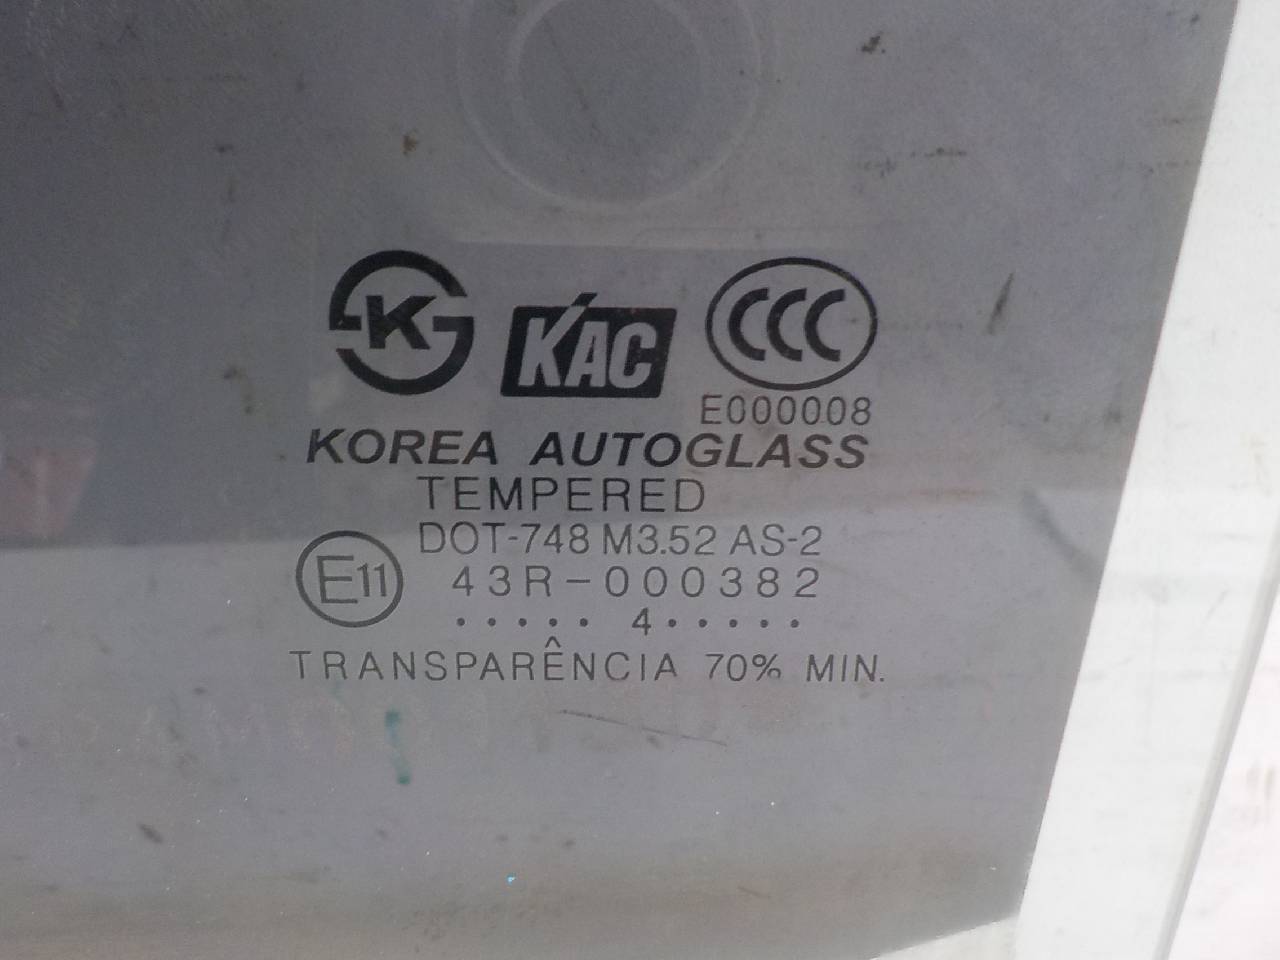 K
KAC
CCC
E000008
KOREA AUTOGLASS
TEMPERED
DOT-748 M3.52 AS-2
E11
43R-000382
..... 4 .....
TRANSPARÊNCIA 70% MIN.